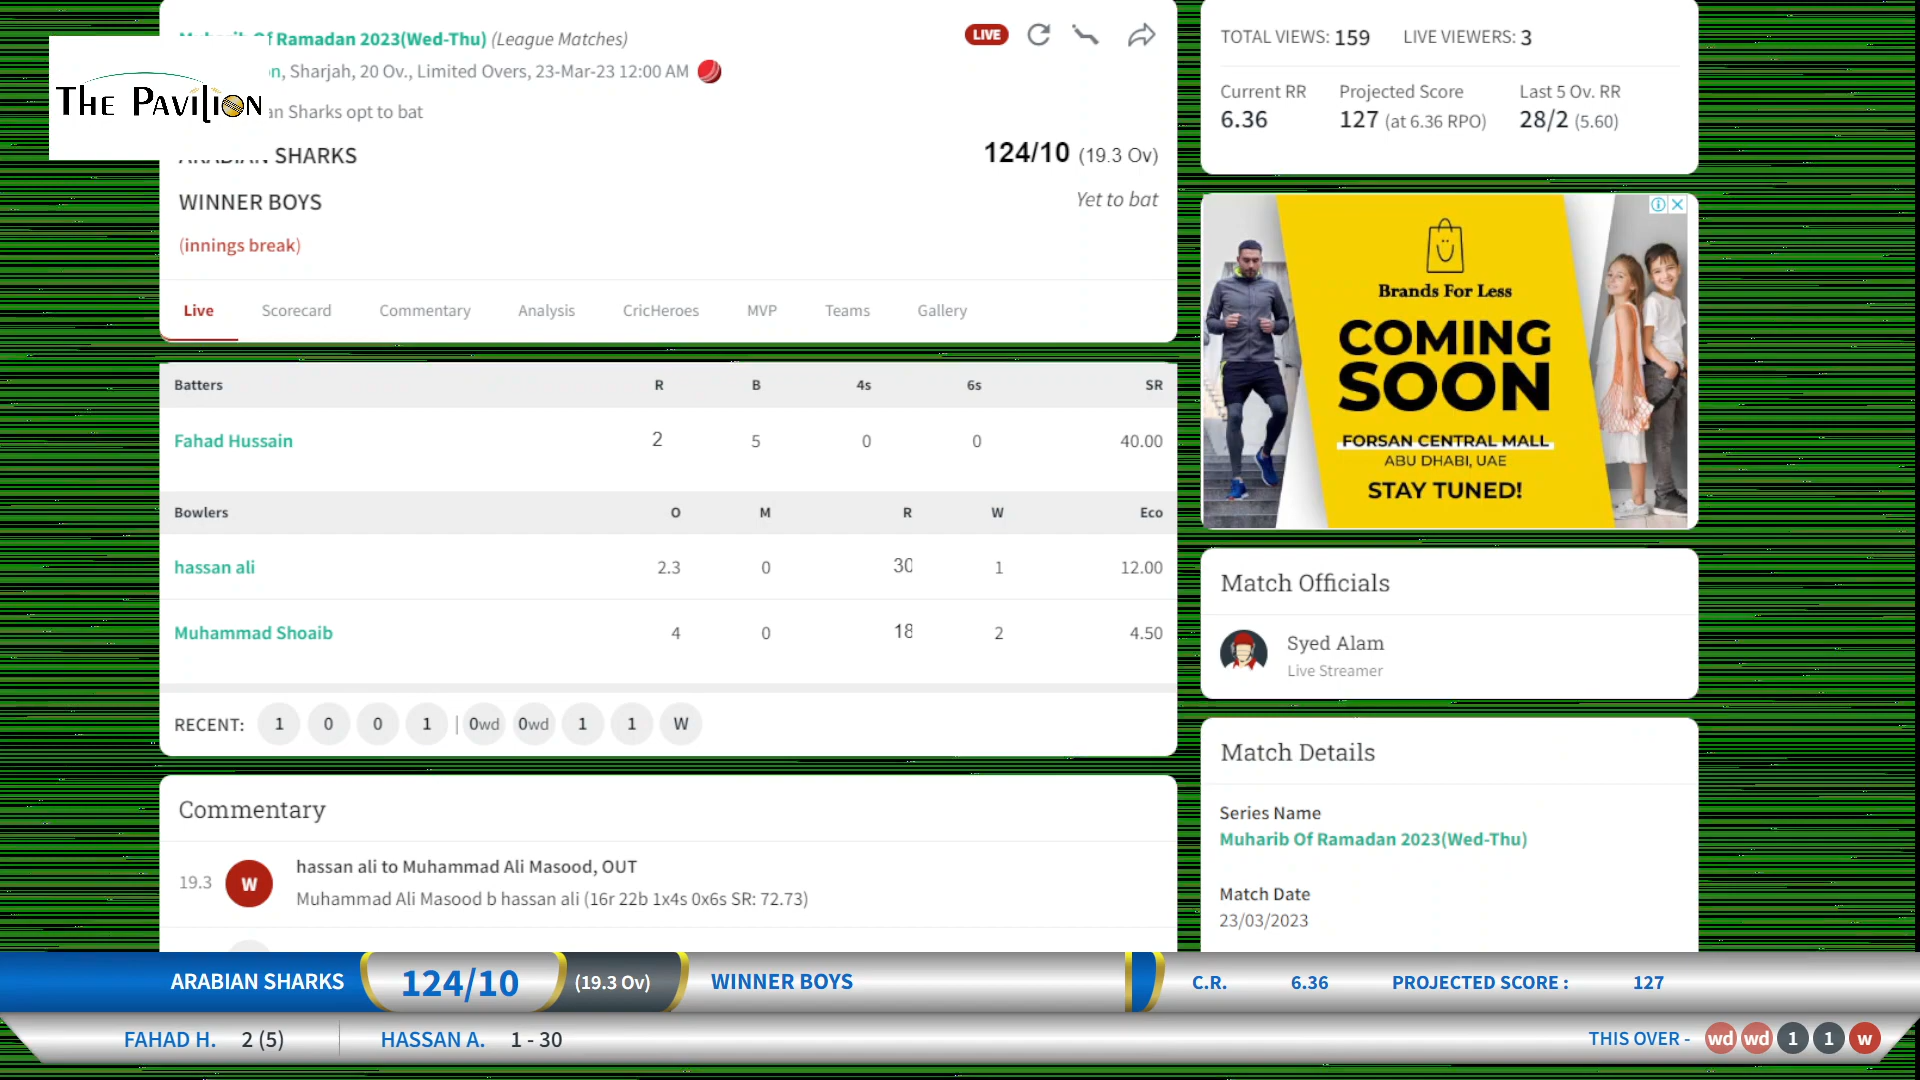 Of Ramadan 2023(Wed-Thu) (League Matches)
LIVE
THE PAVILION
Sharjah, 20 Ov., Limited Overs, 23-Mar-23 12:00 AM
Sharks opt to bat
ARABIAN SHARKS
124/10 (19.3 Ov)
WINNER BOYS
Yet to bat
(innings break)
Live Scorecard Commentary Analysis CricHeroes MVP Teams Gallery
Batters R B 4s 6s SR
Fahad Hussain 2 5 0 0 40.00
Bowlers O M R W Eco
hassan ali 2.3 0 30 1 12.00
Muhammad Shoaib 4 0 18 2 4.50
RECENT: 1 0 0 1 | 0wd 0wd 1 1 W
Commentary
hassan ali to Muhammad Ali Masood, OUT
19.3 W
Muhammad Ali Masood b hassan ali (16r 22b 1x4s 0x6s SR: 72.73)
TOTAL VIEWS: 159 LIVE VIEWERS: 3
Current RR Projected Score Last 5 Ov. RR
6.36 127 (at 6.36 RPO) 28/2 (5.60)
Brands For Less
COMING
SOON
FORSAN CENTRAL MALL
ABU DHABI, UAE
STAY TUNED!
Match Officials
Syed Alam
Live Streamer
Match Details
Series Name
Muharib Of Ramadan 2023(Wed-Thu)
Match Date
23/03/2023
ARABIAN SHARKS 124/10 (19.3 Ov) WINNER BOYS C.R. 6.36 PROJECTED SCORE : 127
FAHAD H. 2 (5) HASSAN A. 1 - 30 THIS OVER - wd wd 1 1 w